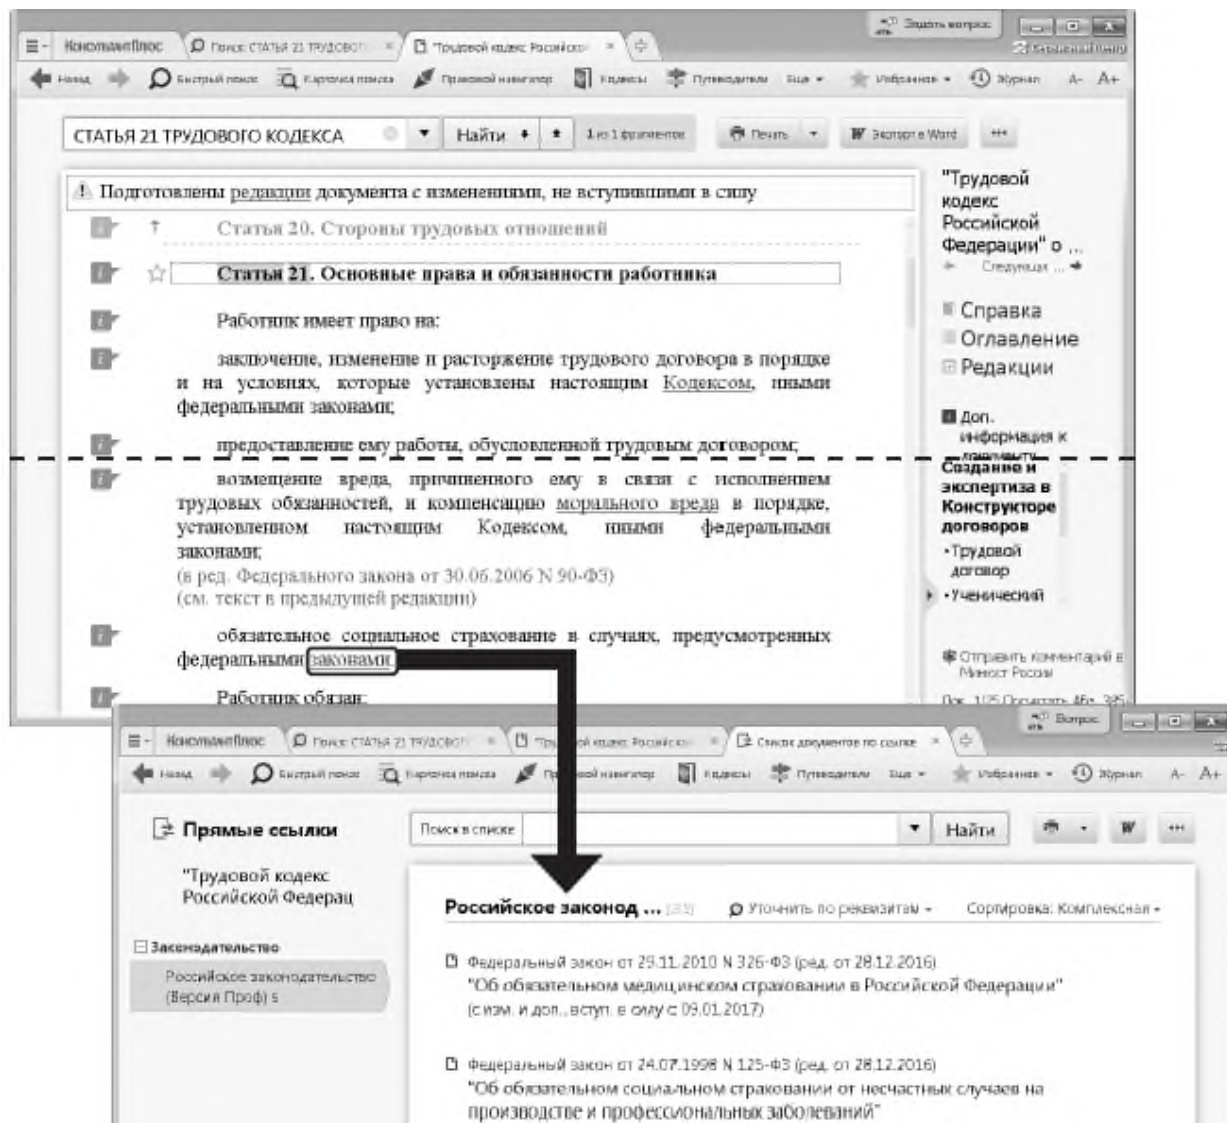 Задать вопрос
КонсультантПлюс Поиск: СТАТЬЯ 21 ТРУДОВОГО "Трудовой кодекс Российско
Назад Быстрый поиск Карточка поиска Правовой навигатор Кодексы Путеводители Еще Избранное Журнал A- A+
СТАТЬЯ 21 ТРУДОВОГО КОДЕКСА Найти 1 из 1 фрагментов Печать Экспорт в Word
Подготовлены редакции документа с изменениями, не вступившими в силу
Статья 20. Стороны трудовых отношений
Статья 21. Основные права и обязанности работника
Работник имеет право на:
заключение, изменение и расторжение трудового договора в порядке
и на условиях, которые установлены настоящим Кодексом, иными
федеральными законами;
предоставление ему работы, обусловленной трудовым договором;
возмещение вреда, причиненного ему в связи с исполнением
трудовых обязанностей, и компенсацию морального вреда в порядке,
установленном настоящим Кодексом, иными федеральными
законами;
(в ред. Федерального закона от 30.06.2006 N 90-ФЗ)
(см. текст в предыдущей редакции)
обязательное социальное страхование в случаях, предусмотренных
федеральными законами.
Работник обязан:
"Трудовой
кодекс
Российской
Федерации" о ...
Следующая ...
Справка
Оглавление
Редакции
Доп.
информация к
документу
Создание и
экспертиза в
Конструкторе
договоров
•Трудовой
договор
•Ученический
Отправить комментарий в
Минюст России
Вопрос
КонсультантПлюс Поиск: СТАТЬЯ 21 ТРУДОВОГО Список документов по ссылке
Назад Быстрый поиск Карточка поиска Кодексы Путеводители Еще Избранное Журнал A- A+
Прямые ссылки
"Трудовой кодекс
Российской Федерац
Законодательство
Российское законодательство
(Версия Проф)
Поиск в списке Найти
Российское законод ... Уточнить по реквизитам Сортировка: Комплексная
Федеральный закон от 29.11.2010 N 326-ФЗ (ред. от 28.12.2016)
"Об обязательном медицинском страховании в Российской Федерации"
(с изм. и доп., вступ. в силу с 09.01.2017)
Федеральный закон от 24.07.1998 N 125-ФЗ (ред. от 28.12.2016)
"Об обязательном социальном страховании от несчастных случаев на
производстве и профессиональных заболеваний"